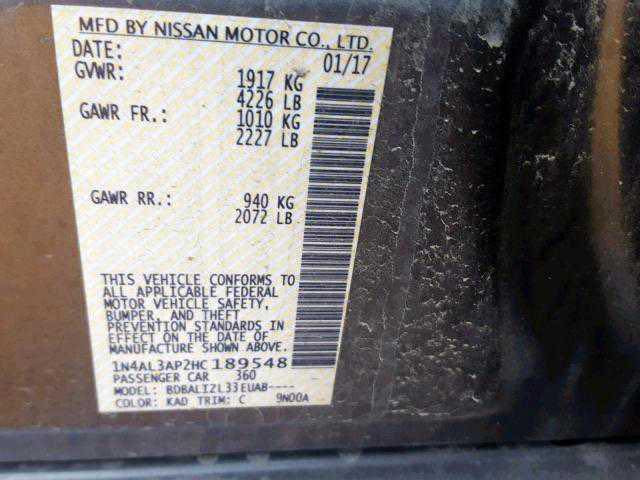 MFD BY NISSAN MOTOR CO., LTD.
DATE: 01/17
GVWR: 1917 KG
4226 LB
GAWR FR.: 1010 KG
2227 LB
GAWR RR.: 940 KG
2072 LB
THIS VEHICLE CONFORMS TO
ALL APPLICABLE FEDERAL
MOTOR VEHICLE SAFETY,
BUMPER, AND THEFT
PREVENTION STANDARDS IN
EFFECT ON THE DATE OF
MANUFACTURE SHOWN ABOVE.
1N4AL3AP2HC 189548
PASSENGER CAR 360
MODEL: BDBALTZL33EUAB----
COLOR: KAD TRIM: C 9N00A